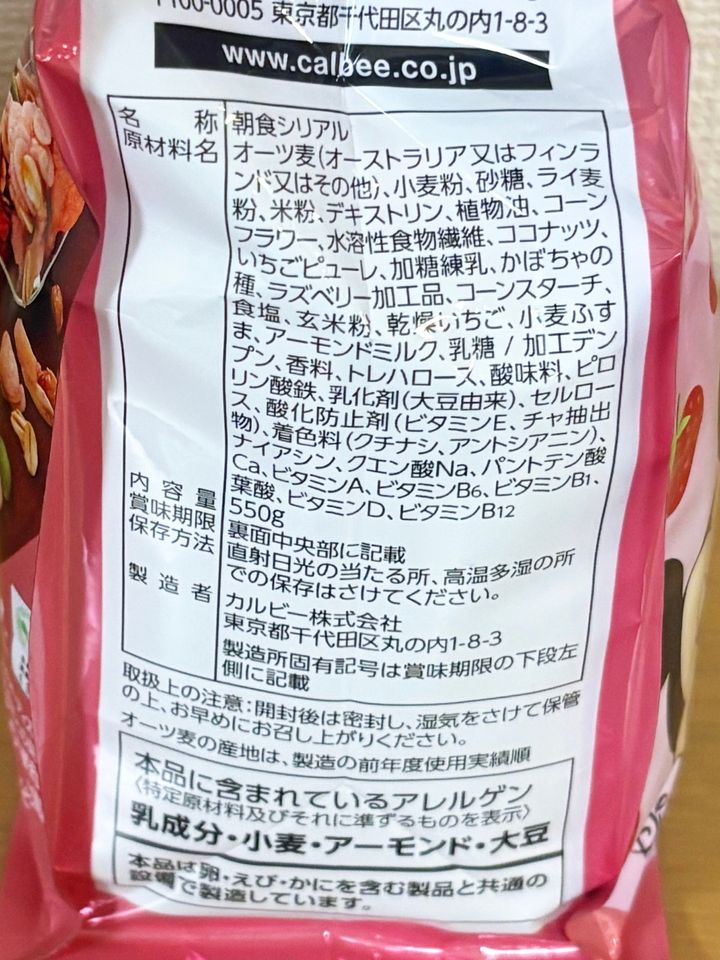 〒100-0005 東京都千代田区丸の内1-8-3
www.calbee.co.jp
名称 朝食シリアル
原材料名 オーツ麦(オーストラリア又はフィンラ
ンド又はその他)、小麦粉、砂糖、ライ麦
粉、米粉、デキストリン、植物油、コーン
フラワー、水溶性食物繊維、ココナッツ、
いちごピューレ、加糖練乳、かぼちゃの
種、ラズベリー加工品、コーンスターチ、
食塩、玄米粉、乾燥いちご、小麦ふす
ま、アーモンドミルク、乳糖 / 加工デン
プン、香料、トレハロース、酸味料、ピロ
リン酸鉄、乳化剤(大豆由来)、セルロー
ス、酸化防止剤(ビタミンE、チャ抽出
物)、着色料(クチナシ、アントシアニン)、
ナイアシン、クエン酸Na、パントテン酸
Ca、ビタミンA、ビタミンB6、ビタミンB1、
葉酸、ビタミンD、ビタミンB12
内容量 550g
賞味期限 裏面中央部に記載
保存方法 直射日光の当たる所、高温多湿の所
での保存はさけてください。
製造者 カルビー株式会社
東京都千代田区丸の内1-8-3
製造所固有記号は賞味期限の下段左
側に記載
取扱上の注意:開封後は密封し、湿気をさけて保管
の上、お早めにお召し上がりください。
オーツ麦の産地は、製造の前年度使用実績順
本品に含まれているアレルゲン
〈特定原材料及びそれに準ずるものを表示〉
乳成分・小麦・アーモンド・大豆
本品は卵・えび・かにを含む製品と共通の
設備で製造しています。